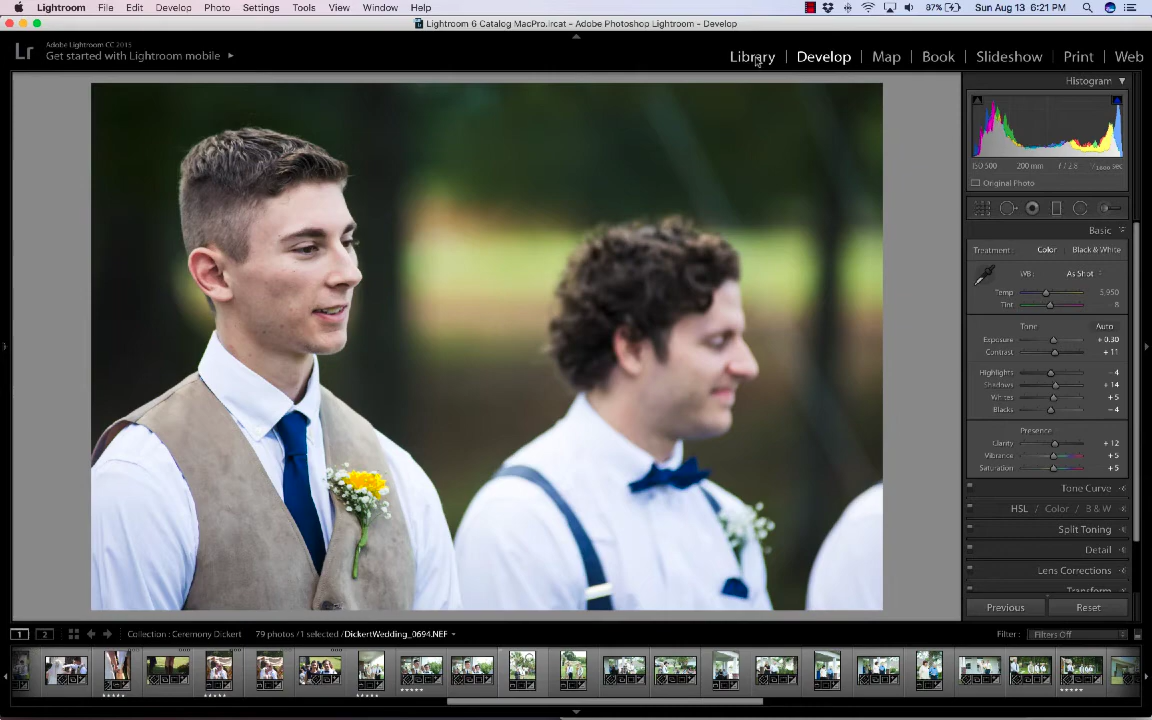 Lightroom File Edit Develop Photo Settings Tools View Window Help 87% Sun Aug 13 6:21 PM
Lightroom 6 Catalog MacPro.lrcat - Adobe Photoshop Lightroom - Develop
Lr Adobe Lightroom CC 2015
Get started with Lightroom mobile
Library Develop Map Book Slideshow Print Web
Histogram
ISO 500 200 mm f / 2.8
Original Photo
Basic
Treatment: Color Black & White
WB: As Shot
Temp 5,950
Tint - 8
Tone Auto
Exposure + 0.30
Contrast + 11
Highlights - 4
Shadows + 14
Whites + 5
Blacks - 4
Presence
Clarity + 12
Vibrance + 5
Saturation + 5
Tone Curve
HSL / Color / B & W
Split Toning
Detail
Lens Corrections
Transform
Previous Reset
1 2 Collection : Ceremony Dickert 79 photos / 1 selected / DickertWedding_0694.NEF Filter : Filters Off